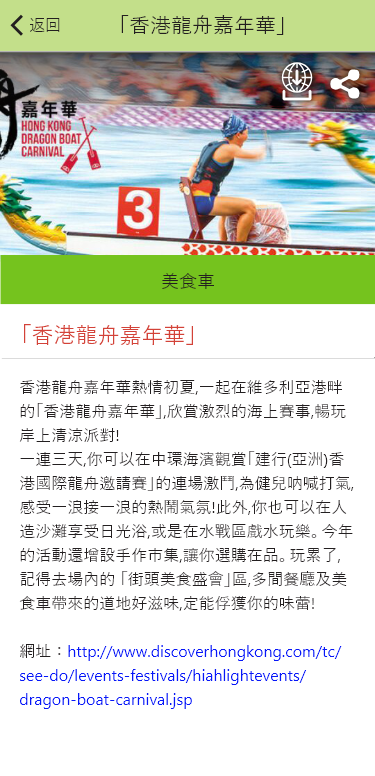 返回
「香港龍舟嘉年華」
嘉年華
HONG KONG
DRAGON BOAT
CARNIVAL
3
美食車
「香港龍舟嘉年華」
香港龍舟嘉年華熱情初夏,一起在維多利亞港畔
的「香港龍舟嘉年華」,欣賞激烈的海上賽事,暢玩
岸上清涼派對!
一連三天,你可以在中環海濱觀賞「建行(亞洲)香
港國際龍舟邀請賽」的連場激鬥,為健兒吶喊打氣,
感受一浪接一浪的熱鬧氣氛!此外,你也可以在人
造沙灘享受日光浴,或是在水戰區戲水玩樂。今年
的活動還增設手作市集,讓你選購在品。玩累了,
記得去場內的「街頭美食盛會」區,多間餐廳及美
食車帶來的道地好滋味,定能俘獲你的味蕾!
網址：http://www.discoverhongkong.com/tc/
see-do/levents-festivals/hiahlightevents/
dragon-boat-carnival.jsp